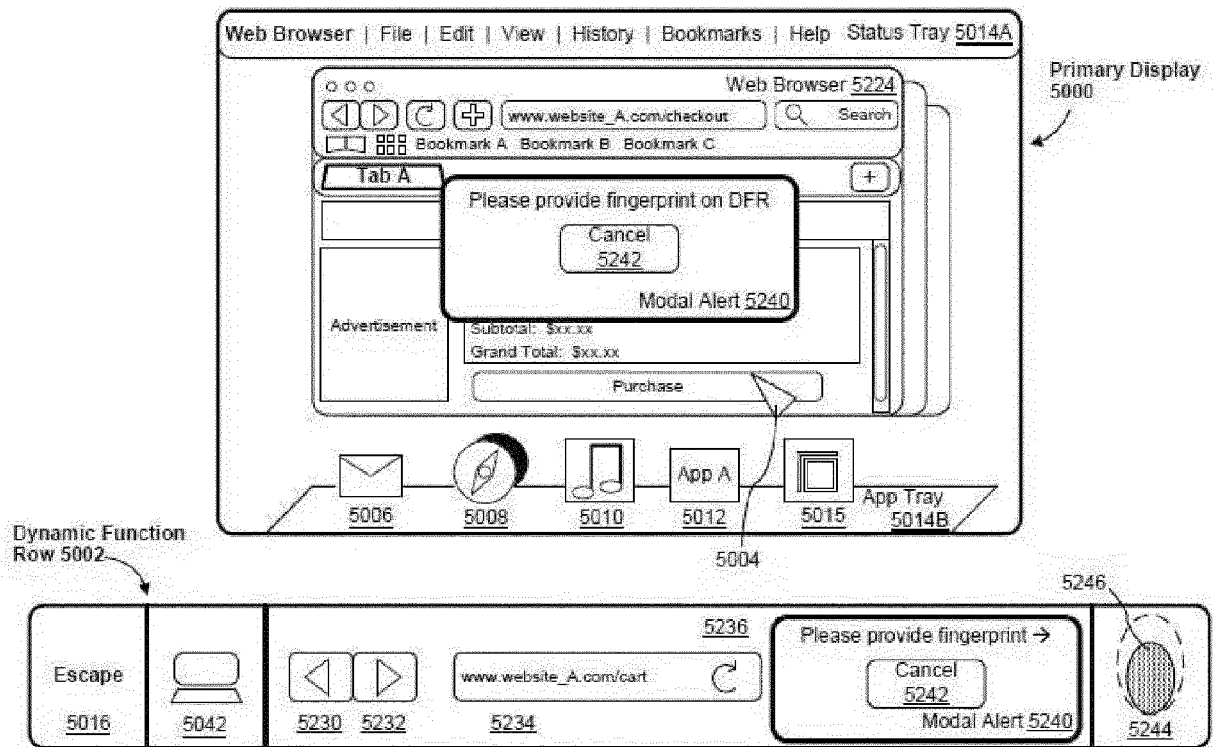 Web Browser | File | Edit | View | History | Bookmarks | Help Status Tray 5014A
Primary Display
5000
Web Browser 5224
www.website_A.com/checkout
Search
Bookmark A Bookmark B Bookmark C
Tab A
+
Please provide fingerprint on DFR
Cancel
5242
Modal Alert 5240
Advertisement
Subtotal: $xx.xx
Grand Total: $xx.xx
Purchase
App A
App Tray
5014B
5006
5008
5010
5012
5015
5004
Dynamic Function
Row 5002
5246
Escape
5016
5042
5230
5232
www.website_A.com/cart
5234
5236
Please provide fingerprint →
Cancel
5242
Modal Alert 5240
5244